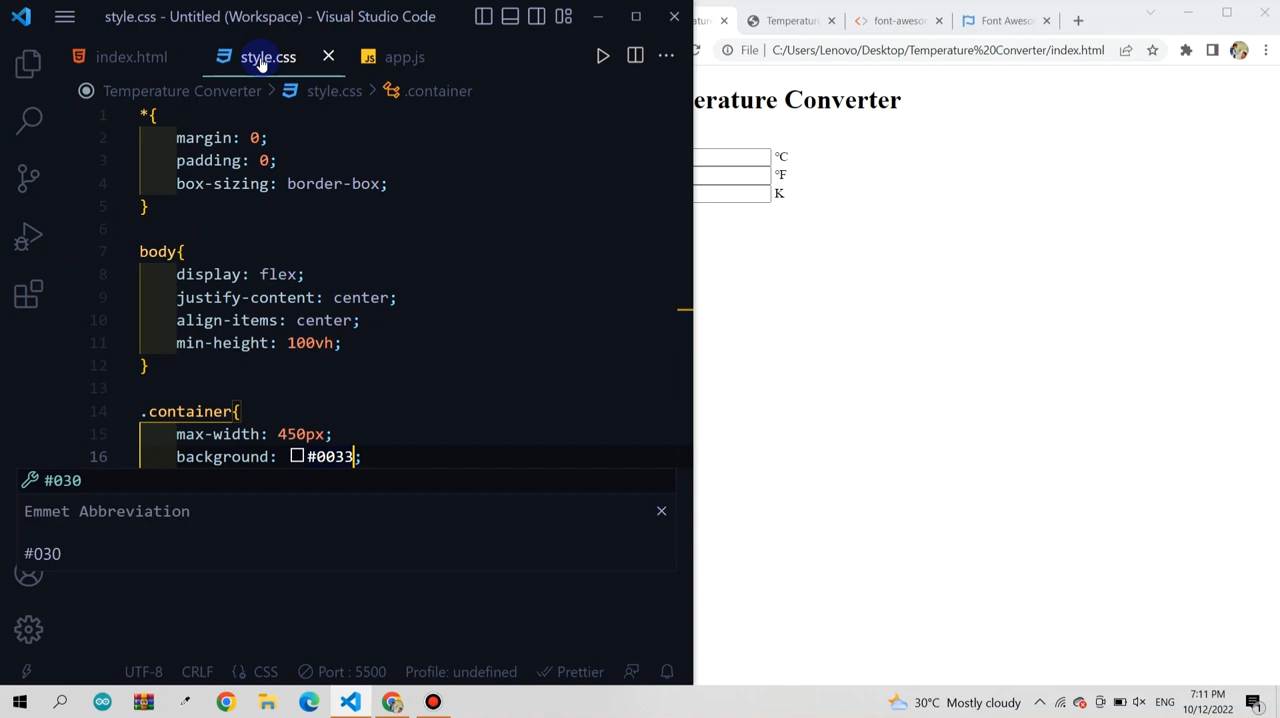 style.css - Untitled (Workspace) - Visual Studio Code
index.html
style.css
app.js
Temperature Converter > style.css > .container
1 *{
2 margin: 0;
3 padding: 0;
4 box-sizing: border-box;
5 }
6
7 body{
8 display: flex;
9 justify-content: center;
10 align-items: center;
11 min-height: 100vh;
12 }
13
14 .container{
15 max-width: 450px;
16 background: #0033;
#030
Emmet Abbreviation
#030
UTF-8 CRLF {} CSS Port : 5500 Profile: undefined Prettier
Temperature
font-awesom
Font Aweso
File C:/Users/Lenovo/Desktop/Temperature%20Converter/index.html
erature Converter
°C
°F
K
30°C Mostly cloudy
ENG
7:11 PM
10/12/2022
1